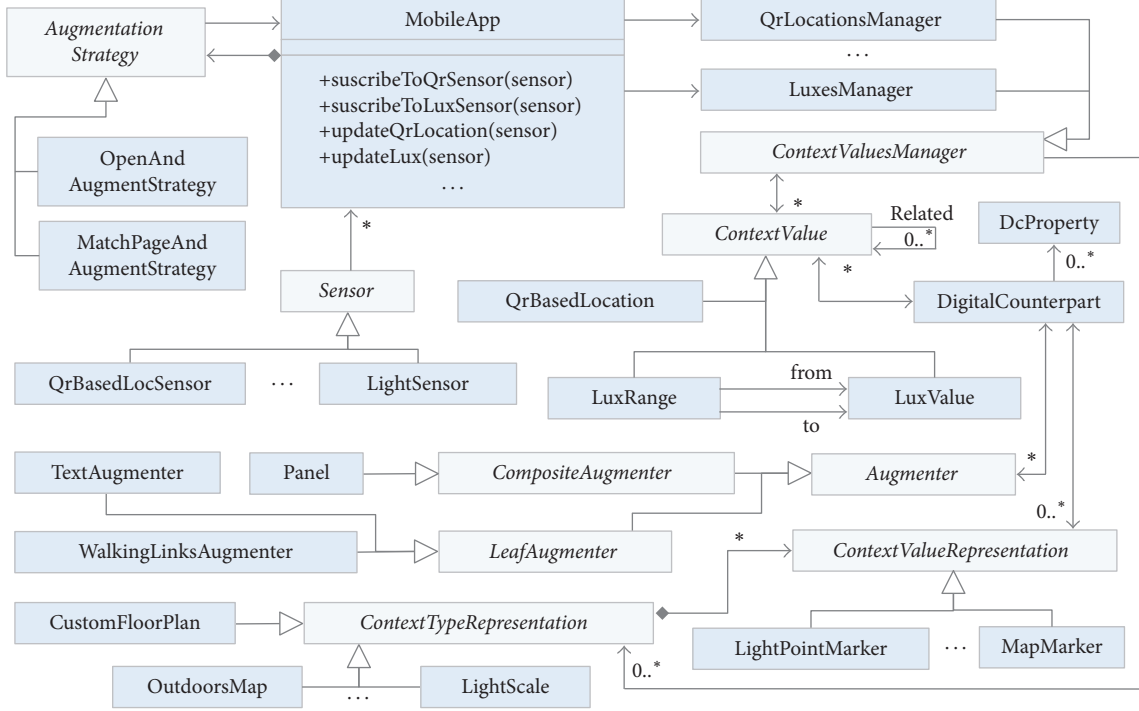 Augmentation
Strategy
MobileApp
+suscribeToQrSensor(sensor)
+suscribeToLuxSensor(sensor)
+updateQrLocation(sensor)
+updateLux(sensor)
...
QrLocationsManager
...
LuxesManager
ContextValuesManager
OpenAnd
AugmentStrategy
MatchPageAnd
AugmentStrategy
*
Sensor
QrBasedLocSensor
...
LightSensor
*
ContextValue
Related
0..*
DcProperty
0..*
*
QrBasedLocation
DigitalCounterpart
LuxRange
from
to
LuxValue
TextAugmenter
Panel
CompositeAugmenter
Augmenter
*
0..*
WalkingLinksAugmenter
LeafAugmenter
*
ContextValueRepresentation
CustomFloorPlan
ContextTypeRepresentation
LightPointMarker
...
MapMarker
OutdoorsMap
...
LightScale
0..*